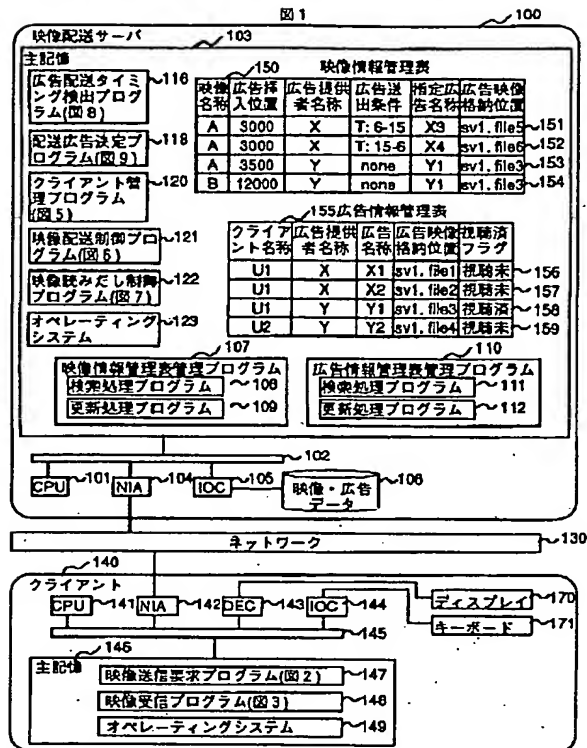 図1
100
映像配送サーバ
103
主記憶
広告配送タイミング検出プログラム(図8)
116
配送広告決定プログラム(図9)
118
クライアント管理プログラム(図5)
120
映像配送制御プログラム(図6)
121
映像読みだし制御プログラム(図7)
122
オペレーティングシステム
123
150
映像情報管理表
映像名称 広告挿入位置 広告提供者名称 広告送出条件 指定広告名称 広告映像格納位置
A 3000 X T: 6-15 X3 sv1.file5 151
A 3000 X T: 15-6 X4 sv1.file6 152
A 3500 Y none Y1 sv1.file3 153
B 12000 Y none Y1 sv1.file3 154
155広告情報管理表
クライアント名称 広告提供者名称 広告名称 広告映像格納位置 視聴済フラグ
U1 X X1 sv1.file1 視聴未 156
U1 X X2 sv1.file2 視聴未 157
U1 Y Y1 sv1.file3 視聴済 158
U2 Y Y2 sv1.file4 視聴未 159
107
映像情報管理表管理プログラム
検索処理プログラム 108
更新処理プログラム 109
110
広告情報管理表管理プログラム
検索処理プログラム 111
更新処理プログラム 112
102
CPU 101 NIA 104 IOC 105 映像・広告データ 106
ネットワーク 130
140
クライアント
CPU 141 NIA 142 DEC 143 IOC 144
ディスプレイ 170
キーボード 171
145
146
主記憶
映像送信要求プログラム(図2) 147
映像受信プログラム(図3) 148
オペレーティングシステム 149